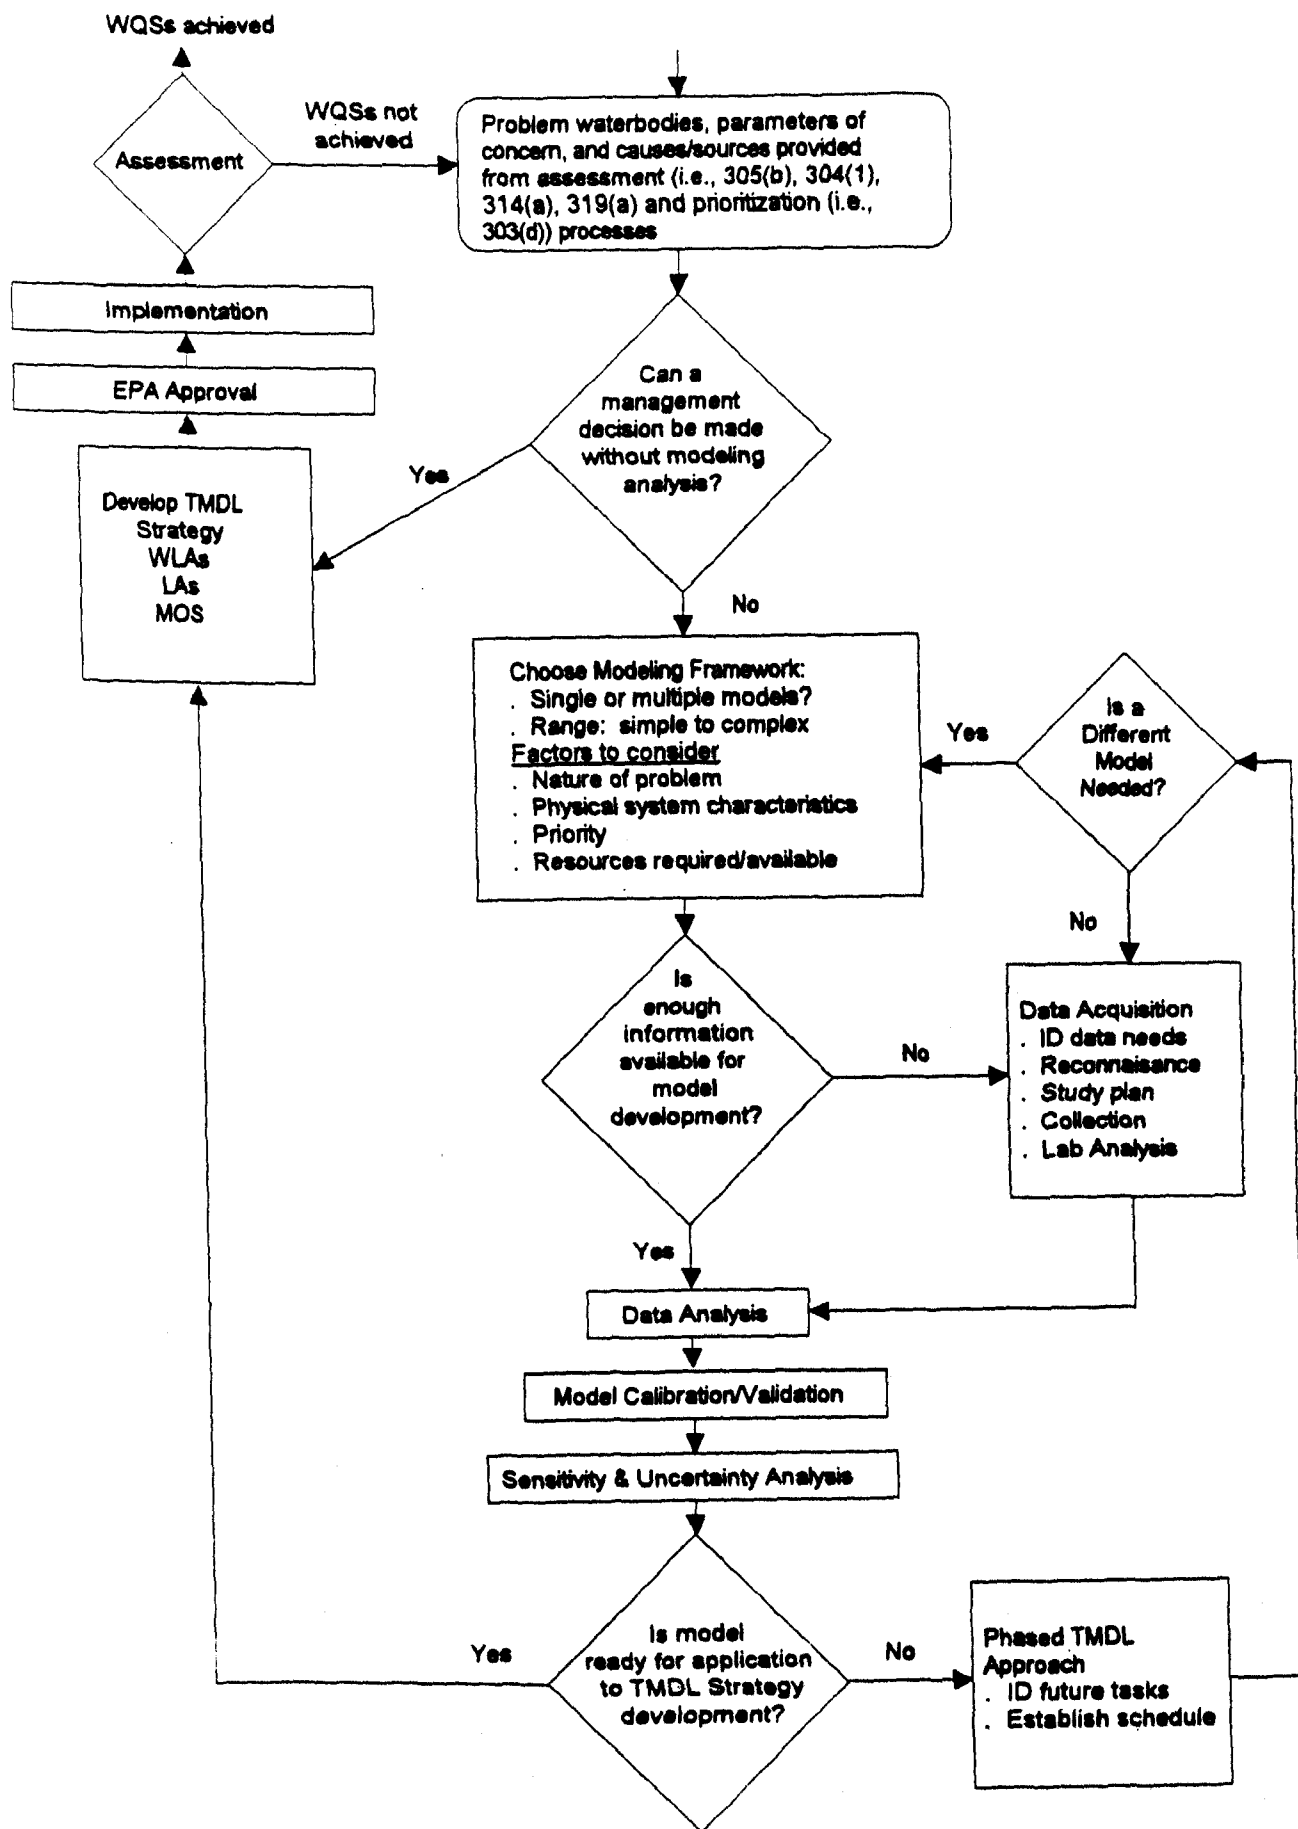 WQSs achieved
Assessment
WQSs not
achieved
Problem waterbodies, parameters of
concern, and causes/sources provided
from assessment (i.e., 305(b), 304(1),
314(a), 319(a) and prioritization (i.e.,
303(d)) processes
Implementation
EPA Approval
Develop TMDL
Strategy
WLAs
LAs
MOS
Can a
management
decision be made
without modeling
analysis?
Yes
No
Choose Modeling Framework:
. Single or multiple models?
. Range: simple to complex
Factors to consider
. Nature of problem
. Physical system characteristics
. Priority
. Resources required/available
Yes
Is a
Different
Model
Needed?
No
Is
enough
information
available for
model
development?
No
Data Acquisition
. ID data needs
. Reconnaisance
. Study plan
. Collection
. Lab Analysis
Yes
Data Analysis
Model Calibration/Validation
Sensitivity & Uncertainty Analysis
Is model
ready for application
to TMDL Strategy
development?
Yes
No
Phased TMDL
Approach
. ID future tasks
. Establish schedule